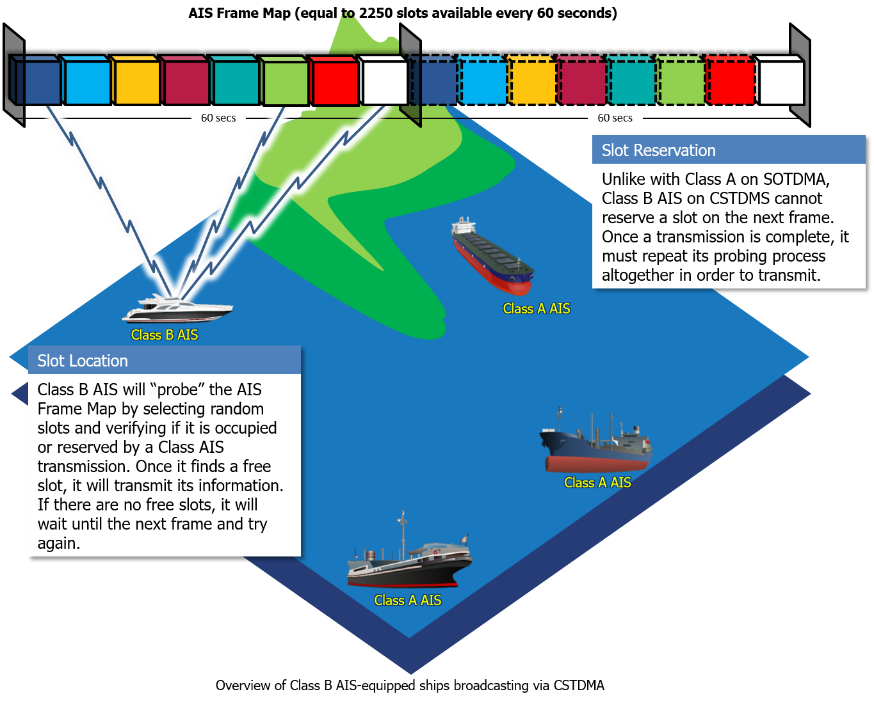 AIS Frame Map (equal to 2250 slots available every 60 seconds)
60 secs
60 secs
Slot Reservation
Unlike with Class A on SOTDMA,
Class B AIS on CSTDMS cannot
reserve a slot on the next frame.
Once a transmission is complete, it
must repeat its probing process
altogether in order to transmit.
Class A AIS
Class B AIS
Slot Location
Class B AIS will “probe” the AIS
Frame Map by selecting random
slots and verifying if it is occupied
or reserved by a Class AIS
transmission. Once it finds a free
slot, it will transmit its information.
If there are no free slots, it will
wait until the next frame and try
again.
Class A AIS
Class A AIS
Overview of Class B AIS-equipped ships broadcasting via CSTDMA